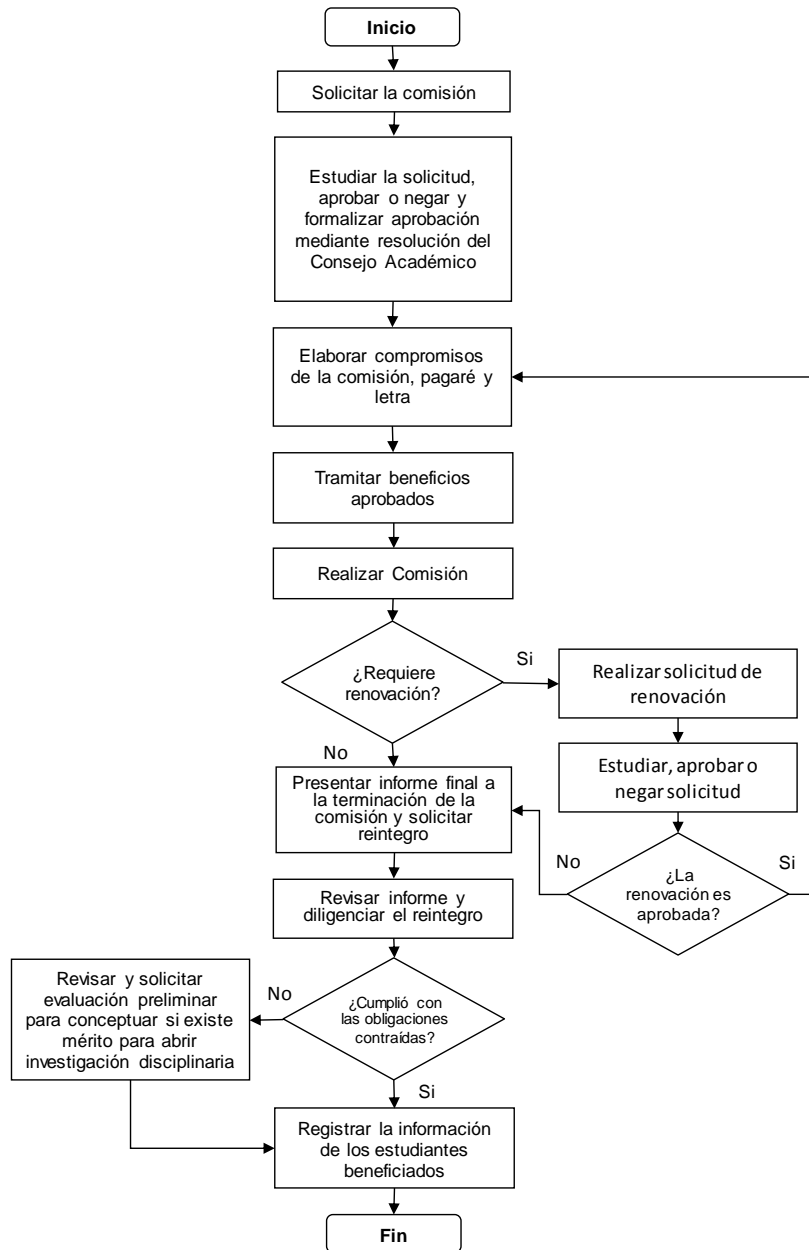 Inicio
Solicitar la comisión
Estudiar la solicitud,
aprobar o negar y
formalizar aprobación
mediante resolución del
Consejo Académico
Elaborar compromisos
de la comisión, pagaré y
letra
Tramitar beneficios
aprobados
Realizar Comisión
¿Requiere
renovación?
Si
Realizar solicitud de
renovación
No
Estudiar, aprobar o
negar solicitud
Presentar informe final a
la terminación de la
comisión y solicitar
reintegro
No
¿La
renovación es
aprobada?
Si
Revisar informe y
diligenciar el reintegro
¿Cumplió con
las obligaciones
contraídas?
No
Revisar y solicitar
evaluación preliminar
para conceptuar si existe
mérito para abrir
investigación disciplinaria
Si
Registrar la información
de los estudiantes
beneficiados
Fin